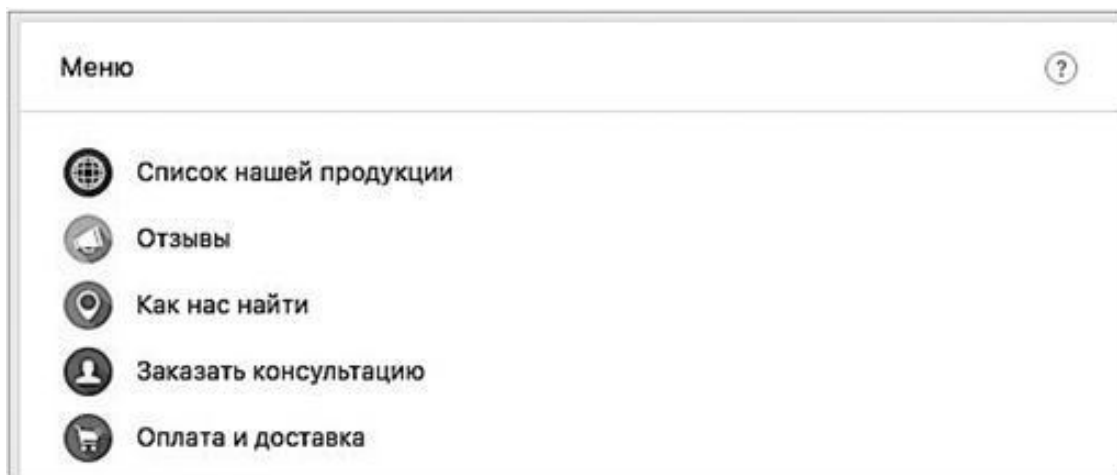 Меню
?
Список нашей продукции
Отзывы
Как нас найти
Заказать консультацию
Оплата и доставка